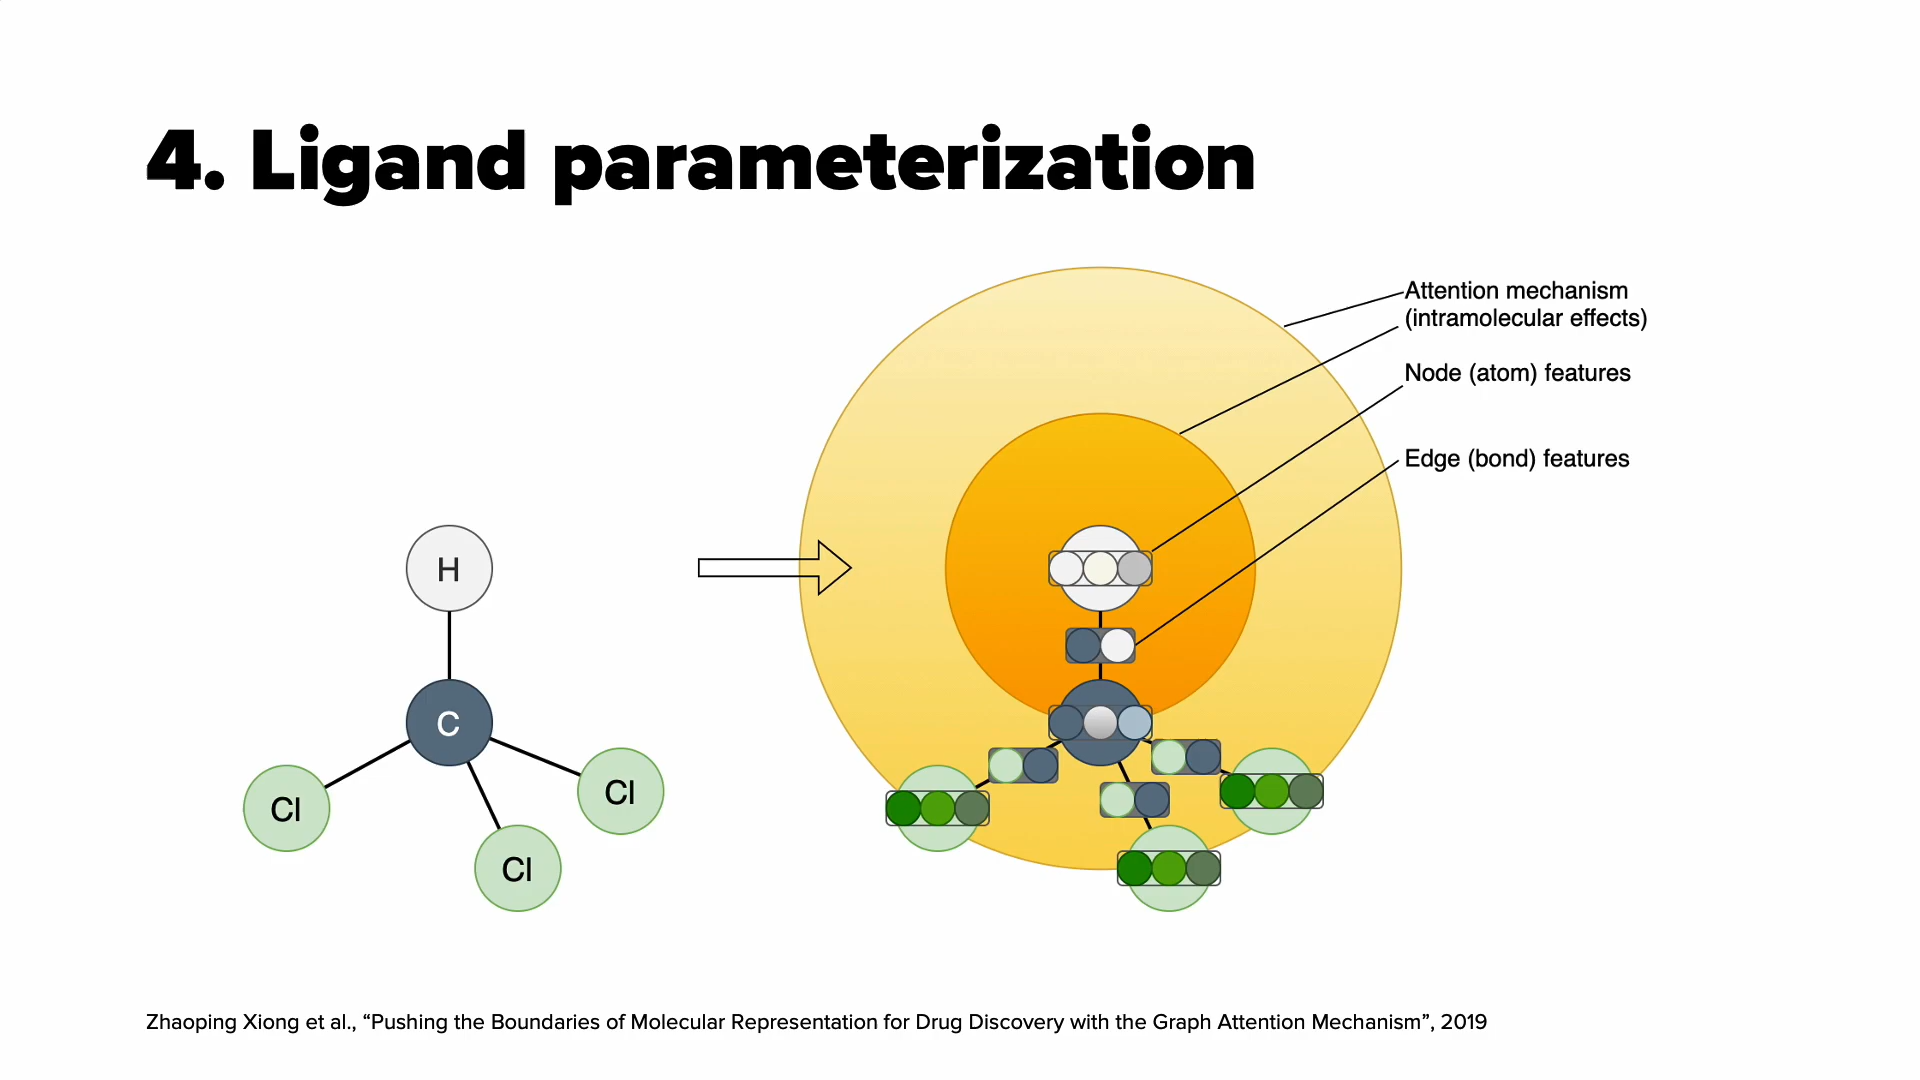 4. Ligand parameterization
Attention mechanism
(intramolecular effects)
Node (atom) features
Edge (bond) features
H
C
Cl
Cl
Cl
Zhaoping Xiong et al., “Pushing the Boundaries of Molecular Representation for Drug Discovery with the Graph Attention Mechanism”, 2019